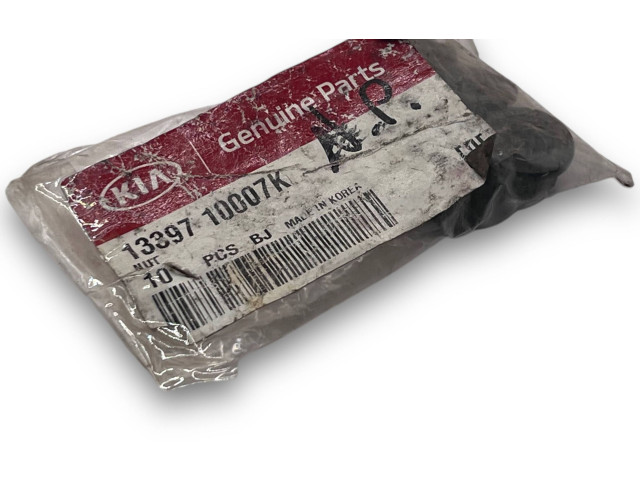 KIA Genuine Parts
A.P.
13397 10007K
NUT
10 PCS BJ MADE IN KOREA